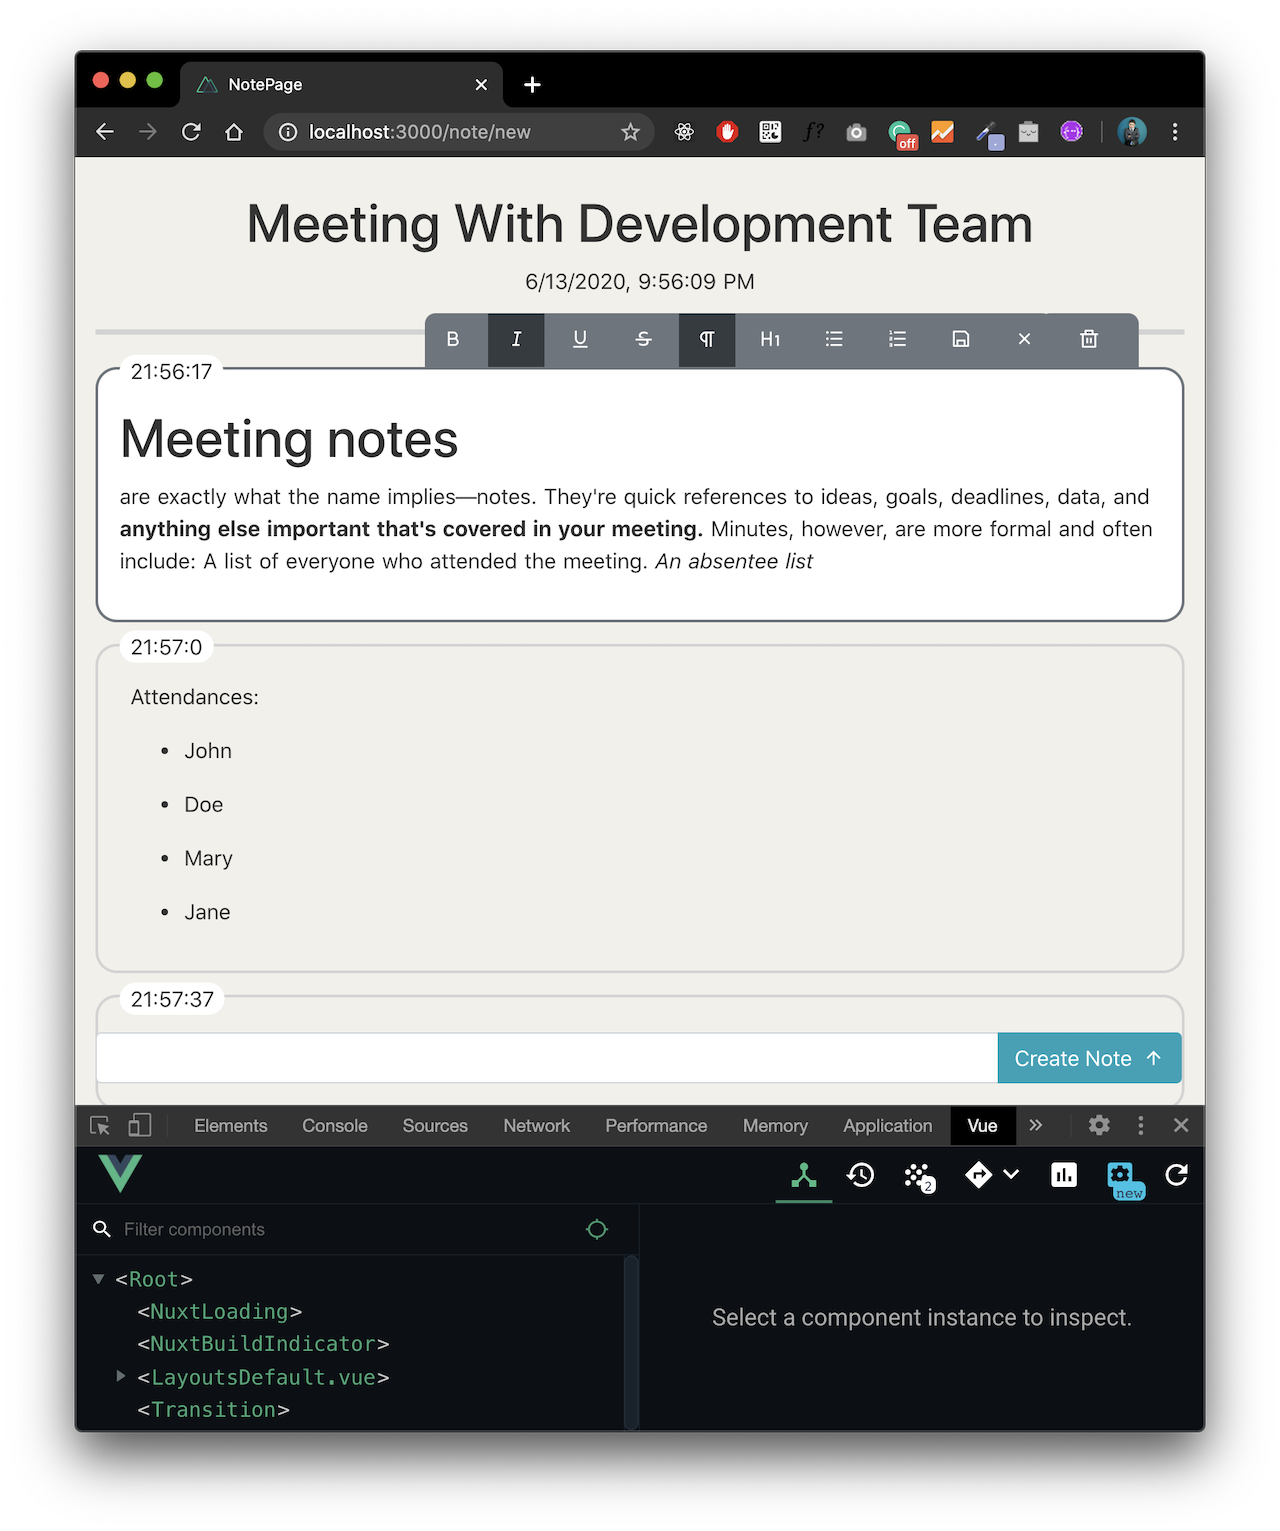 NotePage
localhost:3000/note/new
f?
off
Meeting With Development Team
6/13/2020, 9:56:09 PM
B I U S ¶ H1
21:56:17
Meeting notes
are exactly what the name implies—notes. They're quick references to ideas, goals, deadlines, data, and
anything else important that's covered in your meeting. Minutes, however, are more formal and often
include: A list of everyone who attended the meeting. An absentee list
21:57:0
Attendances:
• John
• Doe
• Mary
• Jane
21:57:37
Create Note ↑
Elements Console Sources Network Performance Memory Application Vue »
2
new
Filter components
<Root>
<NuxtLoading>
<NuxtBuildIndicator>
<LayoutsDefault.vue>
<Transition>
Select a component instance to inspect.